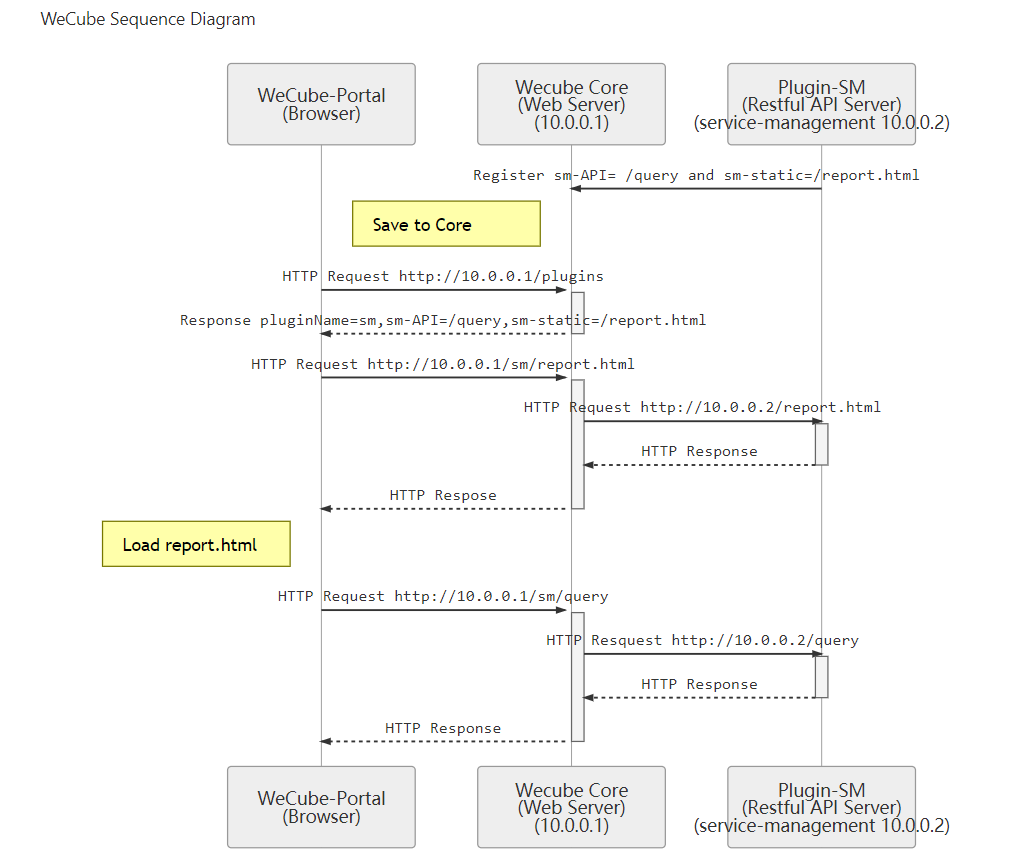 WeCube Sequence Diagram
WeCube-Portal
(Browser)
Wecube Core
(Web Server)
(10.0.0.1)
Plugin-SM
(Restful API Server)
(service-management 10.0.0.2)
Register sm-API= /query and sm-static=/report.html
Save to Core
HTTP Request http://10.0.0.1/plugins
Response pluginName=sm,sm-API=/query,sm-static=/report.html
HTTP Request http://10.0.0.1/sm/report.html
HTTP Request http://10.0.0.2/report.html
HTTP Response
HTTP Respose
Load report.html
HTTP Request http://10.0.0.1/sm/query
HTTP Resquest http://10.0.0.2/query
HTTP Response
HTTP Response
WeCube-Portal
(Browser)
Wecube Core
(Web Server)
(10.0.0.1)
Plugin-SM
(Restful API Server)
(service-management 10.0.0.2)